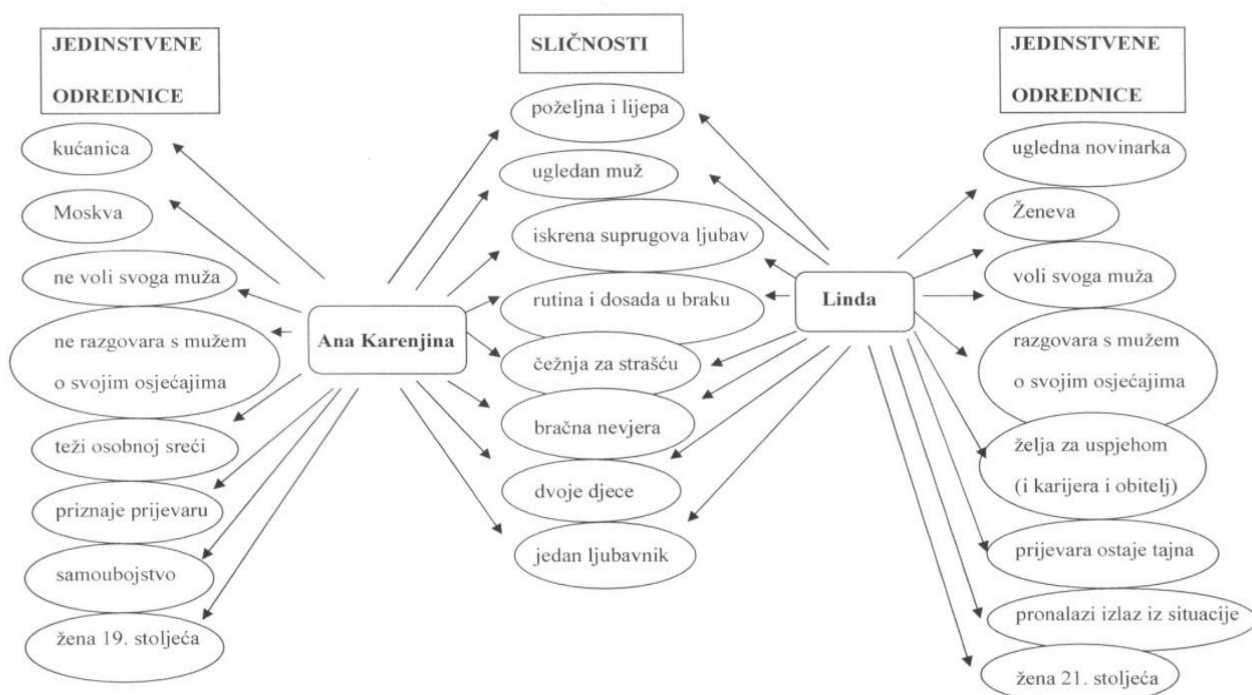 JEDINSTVENE
ODREDNICE
kućanica
Moskva
ne voli svoga muža
ne razgovara s mužem
o svojim osjećajima
teži osobnoj sreći
priznaje prijevaru
samoubojstvo
žena 19. stoljeća
Ana Karenjina
SLIČNOSTI
poželjna i lijepa
ugledan muž
iskrena suprugova ljubav
rutina i dosada u braku
čežnja za strašću
bračna nevjera
dvoje djece
jedan ljubavnik
Linda
JEDINSTVENE
ODREDNICE
ugledna novinarka
Ženeva
voli svoga muža
razgovara s mužem
o svojim osjećajima
želja za uspjehom
(i karijera i obitelj)
prijevara ostaje tajna
pronalazi izlaz iz situacije
žena 21. stoljeća